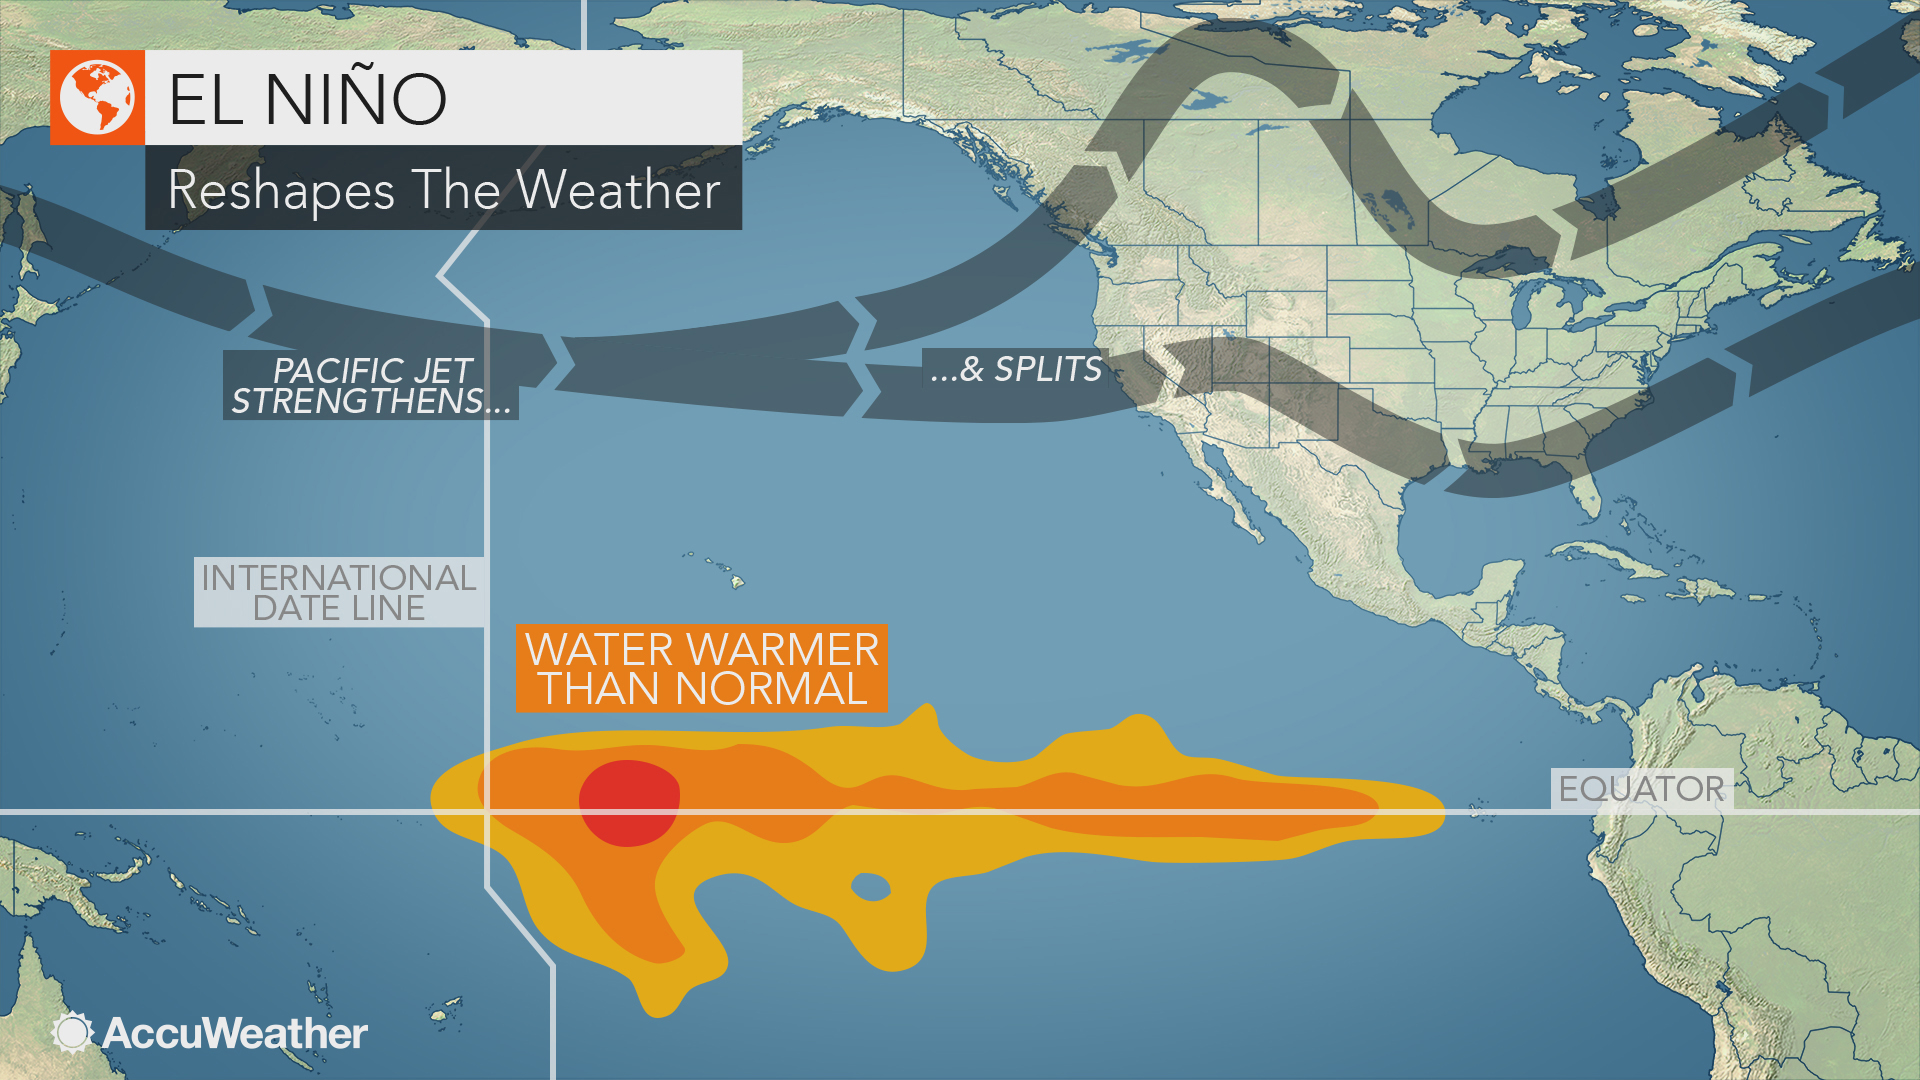 EL NIÑO
Reshapes The Weather
PACIFIC JET
STRENGTHENS...
...& SPLITS
INTERNATIONAL
DATE LINE
WATER WARMER
THAN NORMAL
EQUATOR
AccuWeather